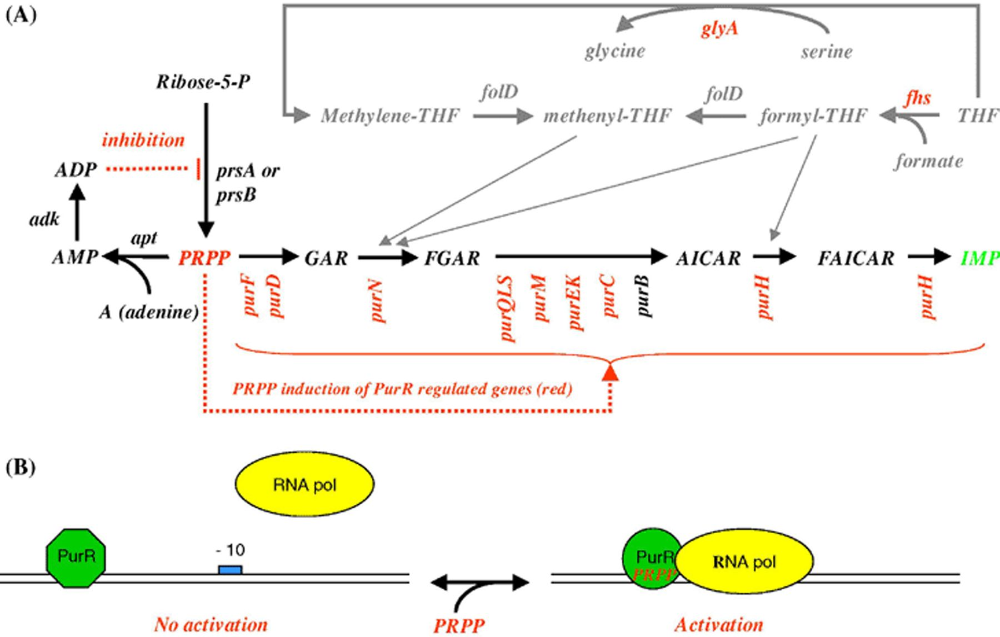 (A)
glyA
glycine
serine
Ribose-5-P
folD
folD
fhs
Methylene-THF
methenyl-THF
formyl-THF
THF
inhibition
formate
ADP
prsA or
prsB
adk
apt
AMP
PRPP
GAR
FGAR
AICAR
FAICAR
IMP
A (adenine)
purF
purD
purN
purQLS
purM
purEK
purC
purB
purH
purH
PRPP induction of PurR regulated genes (red)
(B)
RNA pol
PurR
- 10
PurR
PRPP
RNA pol
No activation
PRPP
Activation